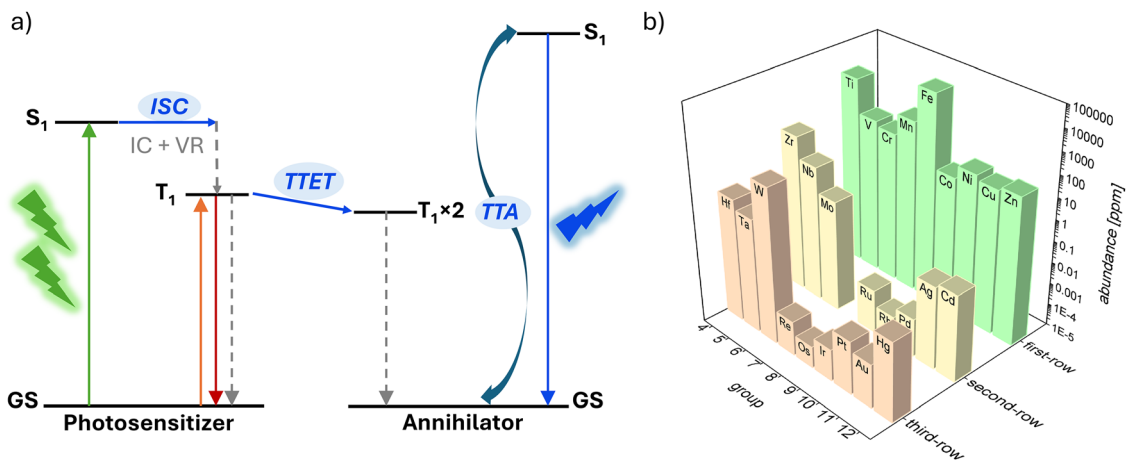 a)
S1
ISC
IC + VR
T1
TTET
T1×2
TTA
S1
GS
GS
Photosensitizer
Annihilator
b)
Ti
V
Cr
Mn
Fe
Co
Ni
Cu
Zn
Zr
Nb
Mo
Ru
Rh
Pd
Ag
Cd
Hf
Ta
W
Re
Os
Ir
Pt
Au
Hg
100000
10000
1000
100
10
1
0.1
0.01
0.001
1E-4
1E-5
abundance [ppm]
4
5
6
7
8
9
10
11
12
group
first-row
second-row
third-row